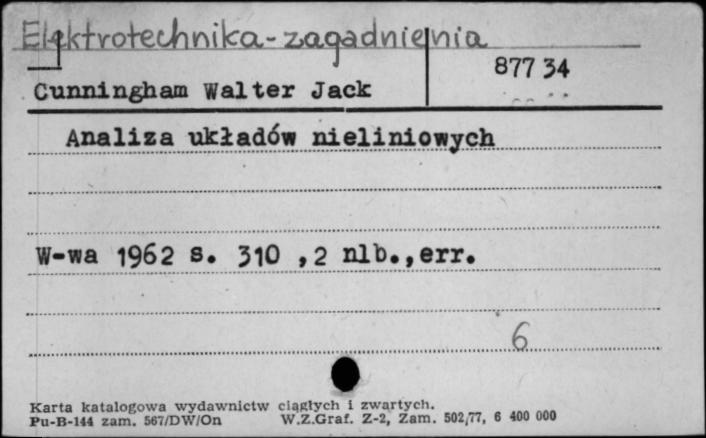 Elektrotechnika - zagadnienia
877 34
Cunningham Walter Jack
Analiza układów nieliniowych
W-wa 1962 s. 310 ,2 nlb.,err.
6
Karta katalogowa wydawnictw ciągłych i zwartych.
Pu-B-144 zam. 567/DW/On W.Z.Graf. Z-2, Zam. 502/77, 6 400 000